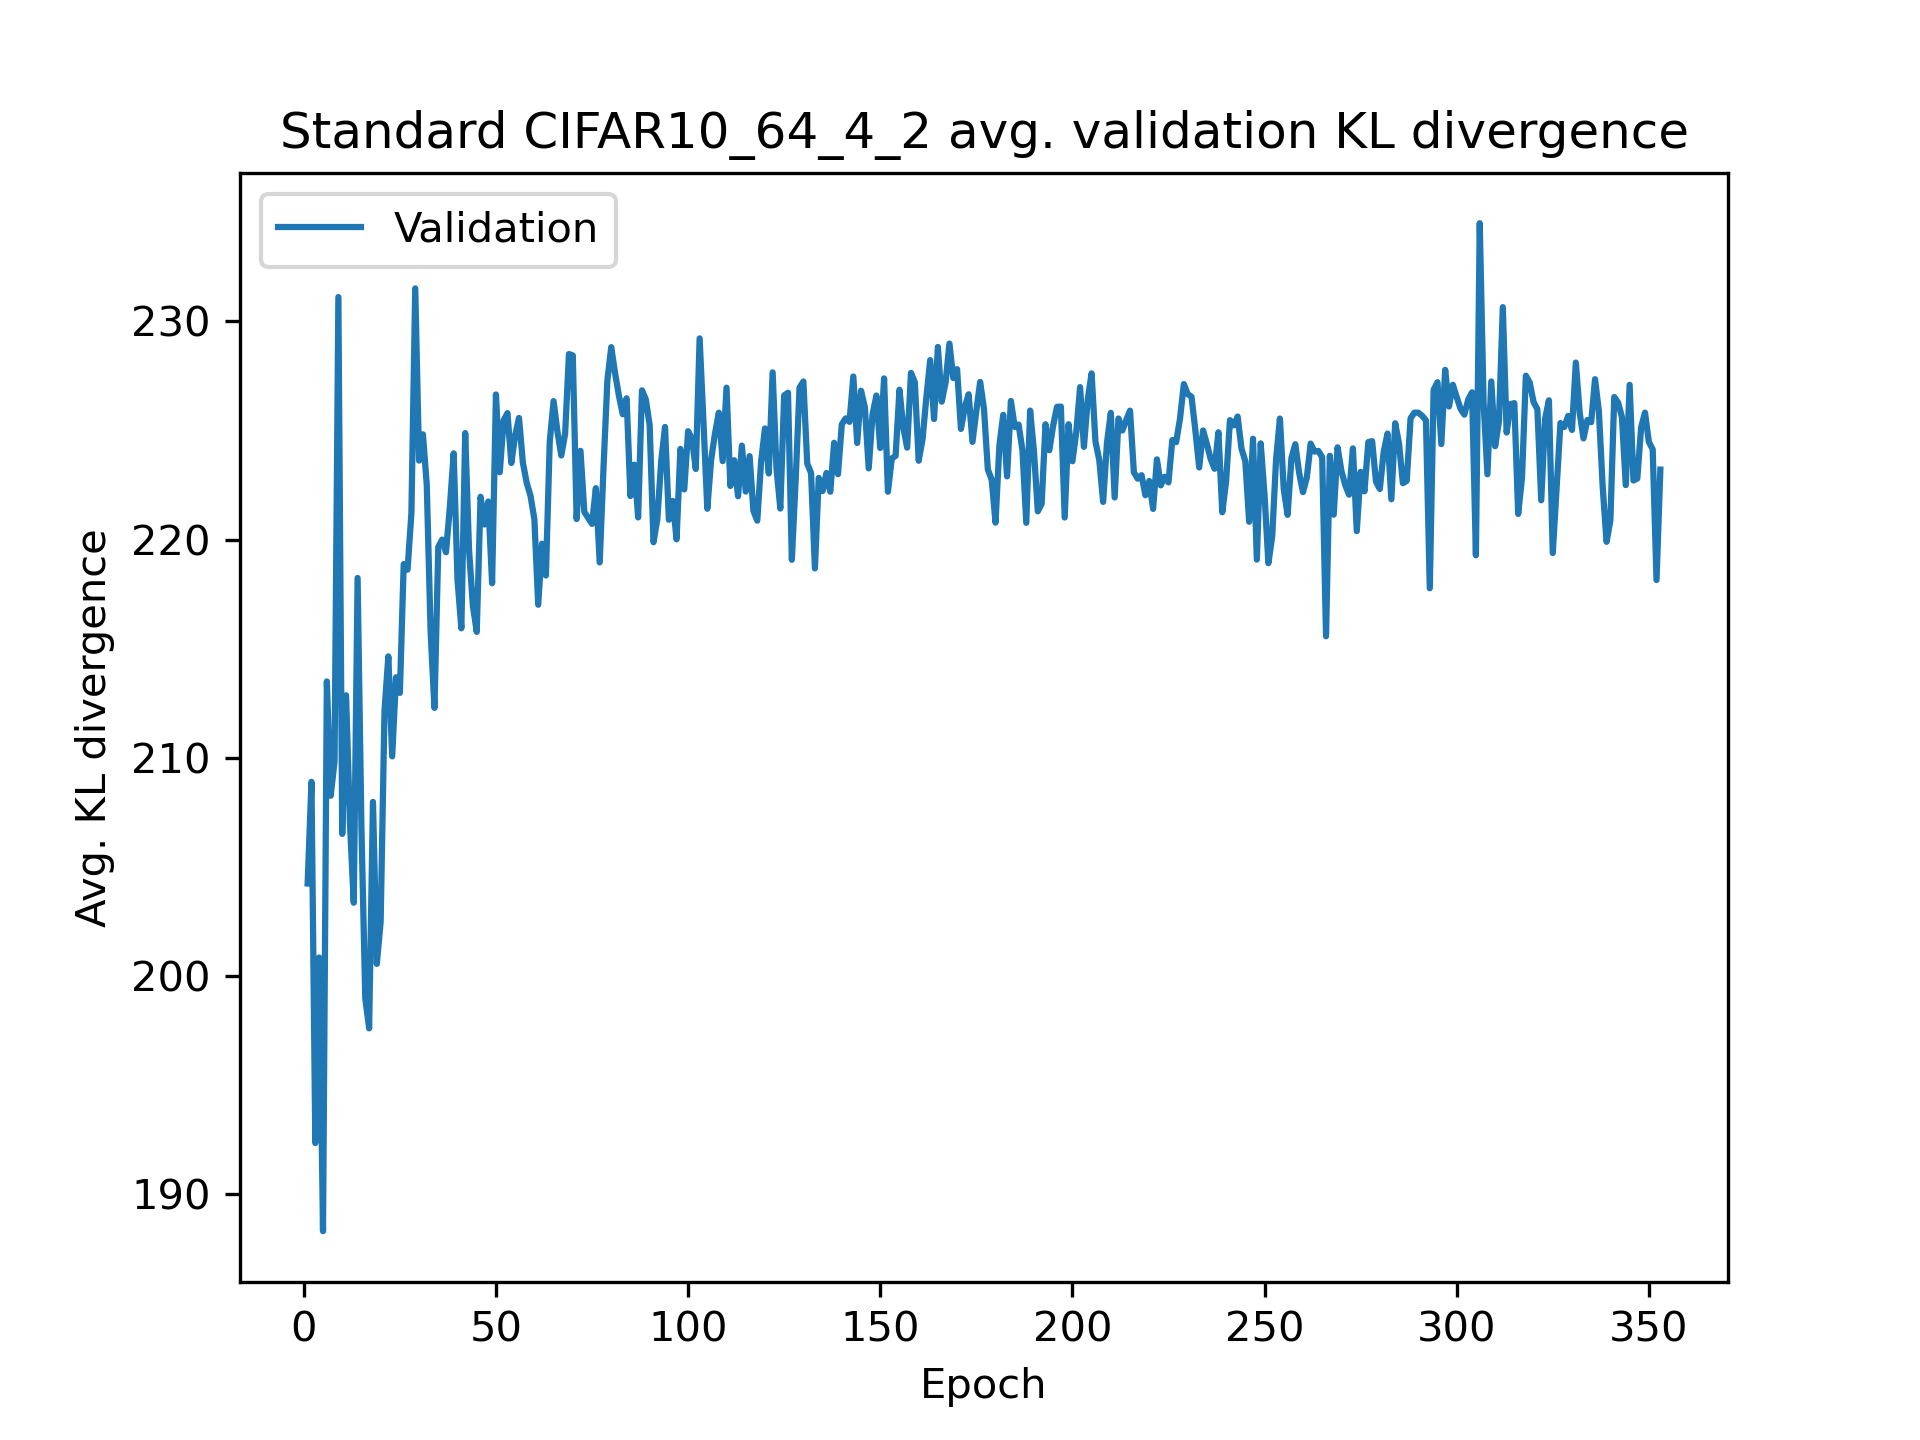 Standard CIFAR10_64_4_2 avg. validation KL divergence
Validation
Avg. KL divergence
230
220
210
200
190
0 50 100 150 200 250 300 350
Epoch